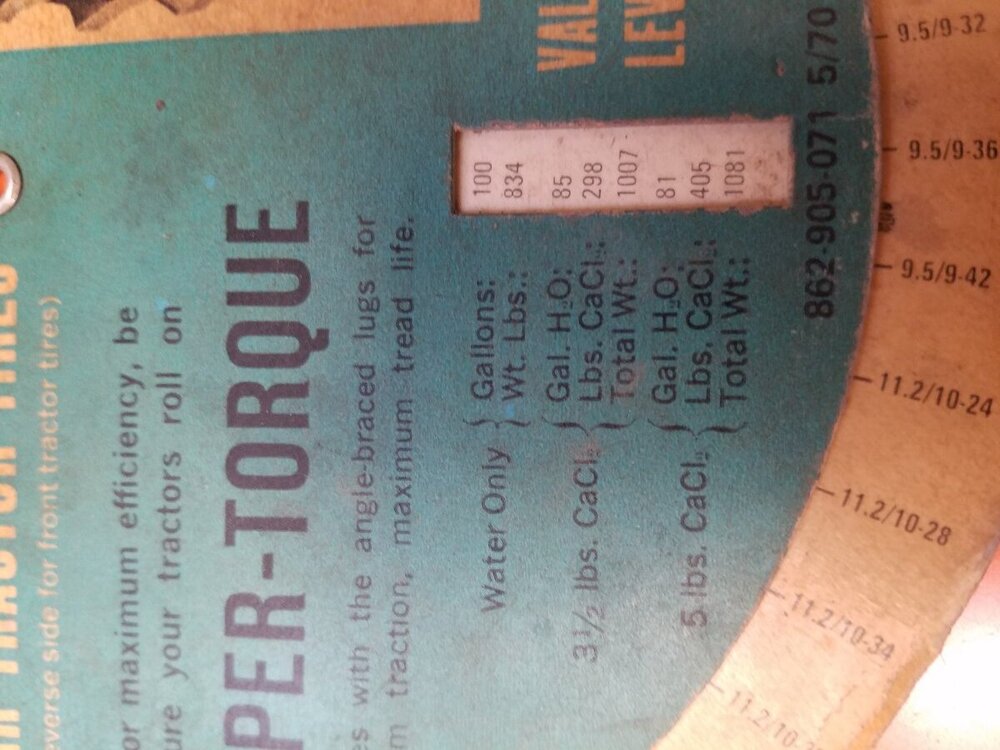 TRACTOR TIRES
everse side for front tractor tires)
or maximum efficiency, be
ure your tractors roll on
PER-TORQUE
es with the angle-braced lugs for
m traction, maximum tread life.
VAL
LEV
Water Only { Gallons: 100
Wt. Lbs.: 834
3½ lbs. CaCl₂ { Gal. H₂O: 85
Lbs. CaCl₂: 298
Total Wt.: 1007
5 lbs. CaCl₂ { Gal. H₂O: 81
Lbs. CaCl₂: 405
Total Wt.: 1081
862-905-071 5/70
9.5/9-32
9.5/9-36
9.5/9-42
11.2/10-24
11.2/10-28
11.2/10-34
11.2/10-